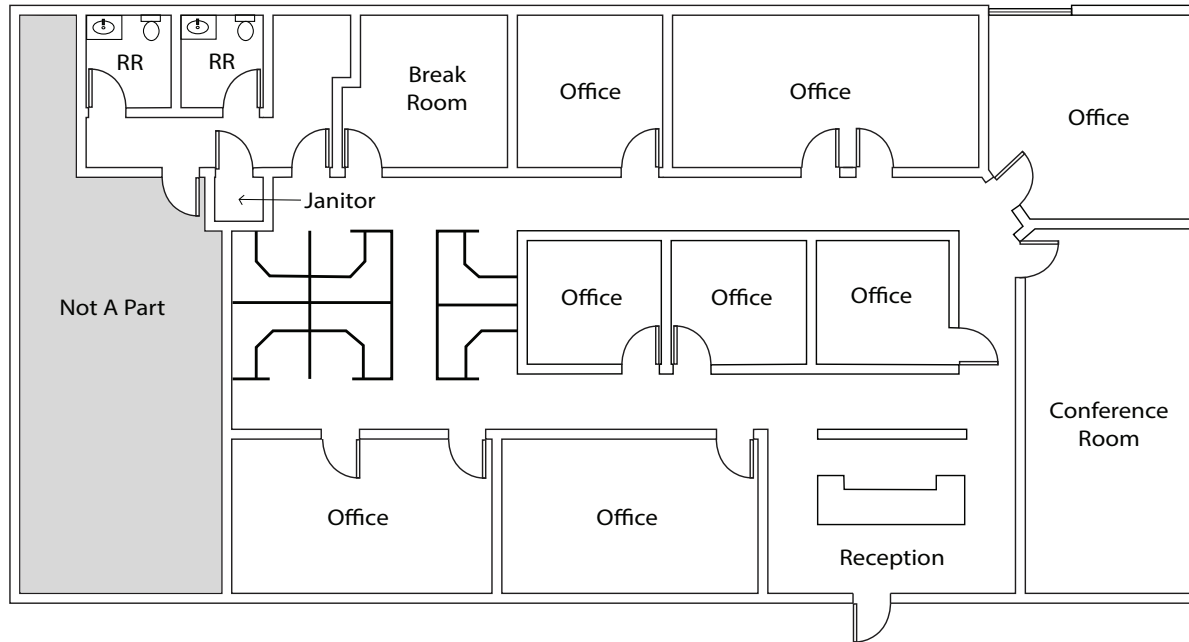 RR
RR
Break
Room
Office
Office
Office
Janitor
Not A Part
Office
Office
Office
Conference
Room
Office
Office
Reception